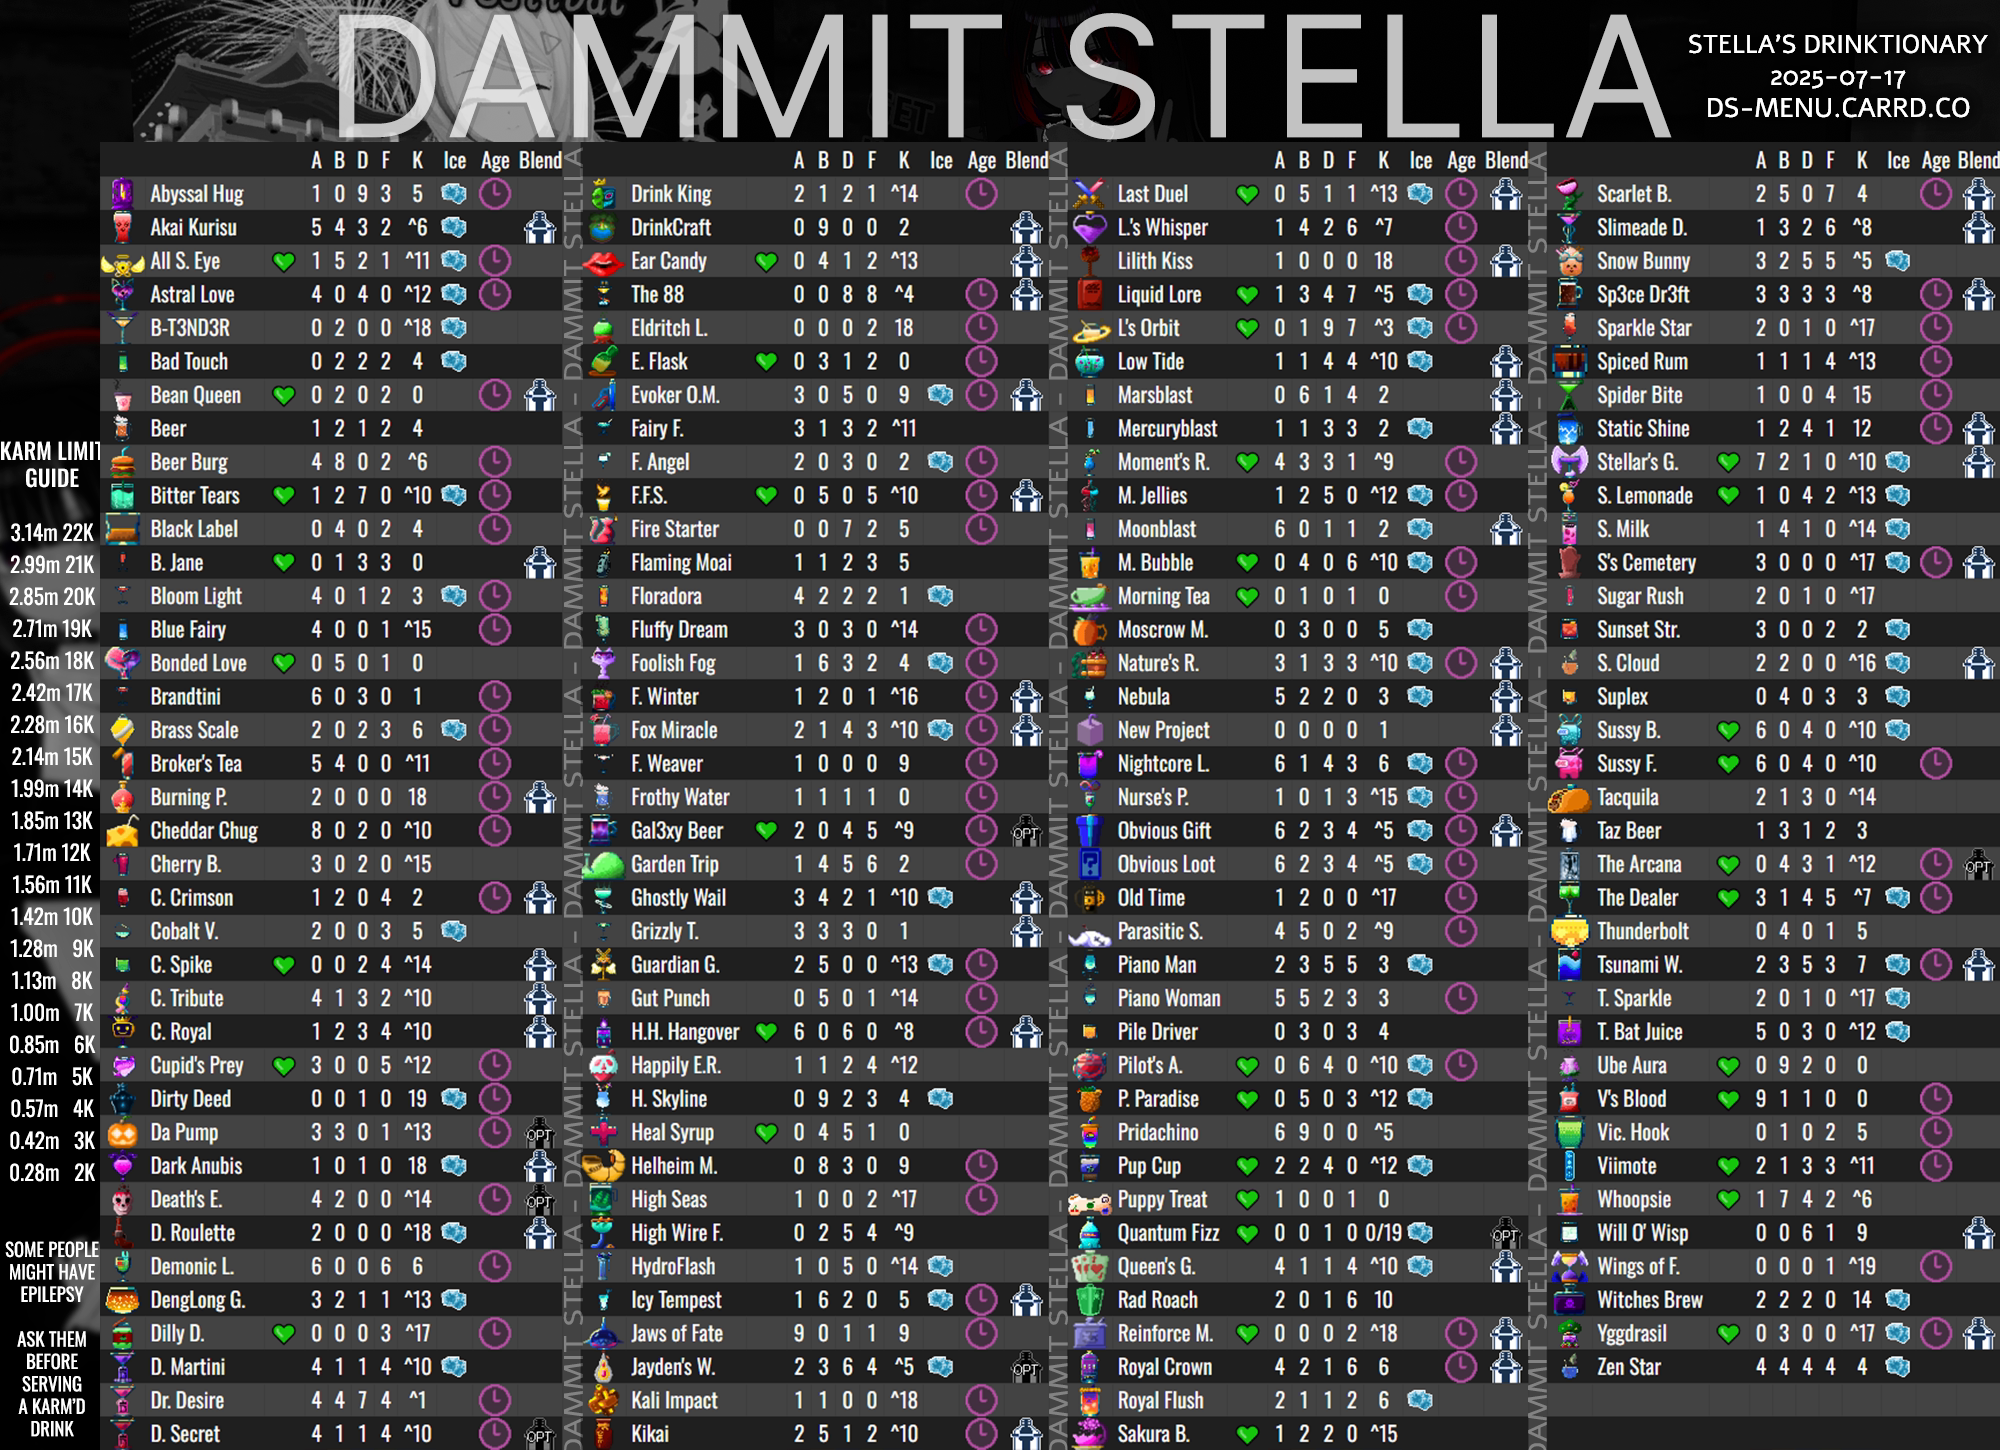 Festival
DAMMIT STELLA
STELLA'S DRINKTIONARY
2025-07-17
DS-MENU.CARRD.CO
KARM LIMIT
GUIDE
3.14m 22K
2.99m 21K
2.85m 20K
2.71m 19K
2.56m 18K
2.42m 17K
2.28m 16K
2.14m 15K
1.99m 14K
1.85m 13K
1.71m 12K
1.56m 11K
1.42m 10K
1.28m 9K
1.13m 8K
1.00m 7K
0.85m 6K
0.71m 5K
0.57m 4K
0.42m 3K
0.28m 2K
SOME PEOPLE
MIGHT HAVE
EPILEPSY
ASK THEM
BEFORE
SERVING
A KARM'D
DRINK
A B D F K Ice Age Blend
Abyssal Hug 1 0 9 3 5
Akai Kurisu 5 4 3 2 ^6
All S. Eye 1 5 2 1 ^11
Astral Love 4 0 4 0 ^12
B-T3ND3R 0 2 0 0 ^18
Bad Touch 0 2 2 2 4
Bean Queen 0 2 0 2 0
Beer 1 2 1 2 4
Beer Burg 4 8 0 2 ^6
Bitter Tears 1 2 7 0 ^10
Black Label 0 4 0 2 4
B. Jane 0 1 3 3 0
Bloom Light 4 0 1 2 3
Blue Fairy 4 0 0 1 ^15
Bonded Love 0 5 0 1 0
Brandtini 6 0 3 0 1
Brass Scale 2 0 2 3 6
Broker's Tea 5 4 0 0 ^11
Burning P. 2 0 0 0 18
Cheddar Chug 8 0 2 0 ^10
Cherry B. 3 0 2 0 ^15
C. Crimson 1 2 0 4 2
Cobalt V. 2 0 0 3 5
C. Spike 0 0 2 4 ^14
C. Tribute 4 1 3 2 ^10
C. Royal 1 2 3 4 ^10
Cupid's Prey 3 0 0 5 ^12
Dirty Deed 0 0 1 0 19
Da Pump 3 3 0 1 ^13 OPT
Dark Anubis 1 0 1 0 18
Death's E. 4 2 0 0 ^14 OPT
D. Roulette 2 0 0 0 ^18
Demonic L. 6 0 0 6 6
DengLong G. 3 2 1 1 ^13
Dilly D. 0 0 0 3 ^17
D. Martini 4 1 1 4 ^10
Dr. Desire 4 4 7 4 ^1
D. Secret 4 1 1 4 ^10 OPT
DAMMIT STELLA - DAMMIT STELLA - DAMMIT STELLA - DAMMIT STELLA - DAMMIT STELLA
A B D F K Ice Age Blend
Drink King 2 1 2 1 ^14
DrinkCraft 0 9 0 0 2
Ear Candy 0 4 1 2 ^13
The 88 0 0 8 8 ^4
Eldritch L. 0 0 0 2 18
E. Flask 0 3 1 2 0
Evoker O.M. 3 0 5 0 9
Fairy F. 3 1 3 2 ^11
F. Angel 2 0 3 0 2
F.F.S. 0 5 0 5 ^10
Fire Starter 0 0 7 2 5
Flaming Moai 1 1 2 3 5
Floradora 4 2 2 2 1
Fluffy Dream 3 0 3 0 ^14
Foolish Fog 1 6 3 2 4
F. Winter 1 2 0 1 ^16
Fox Miracle 2 1 4 3 ^10
F. Weaver 1 0 0 0 9
Frothy Water 1 1 1 1 0
Gal3xy Beer 2 0 4 5 ^9 OPT
Garden Trip 1 4 5 6 2
Ghostly Wail 3 4 2 1 ^10
Grizzly T. 3 3 3 0 1
Guardian G. 2 5 0 0 ^13
Gut Punch 0 5 0 1 ^14
H.H. Hangover 6 0 6 0 ^8
Happily E.R. 1 1 2 4 ^12
H. Skyline 0 9 2 3 4
Heal Syrup 0 4 5 1 0
Helheim M. 0 8 3 0 9
High Seas 1 0 0 2 ^17
High Wire F. 0 2 5 4 ^9
HydroFlash 1 0 5 0 ^14
Icy Tempest 1 6 2 0 5
Jaws of Fate 9 0 1 1 9
Jayden's W. 2 3 6 4 ^5 OPT
Kali Impact 1 1 0 0 ^18
Kikai 2 5 1 2 ^10
DAMMIT STELLA - DAMMIT STELLA - DAMMIT STELLA - DAMMIT STELLA - DAMMIT STELLA
A B D F K Ice Age Blend
Last Duel 0 5 1 1 ^13
L.'s Whisper 1 4 2 6 ^7
Lilith Kiss 1 0 0 0 18
Liquid Lore 1 3 4 7 ^5
L's Orbit 0 1 9 7 ^3
Low Tide 1 1 4 4 ^10
Marsblast 0 6 1 4 2
Mercuryblast 1 1 3 3 2
Moment's R. 4 3 3 1 ^9
M. Jellies 1 2 5 0 ^12
Moonblast 6 0 1 1 2
M. Bubble 0 4 0 6 ^10
Morning Tea 0 1 0 1 0
Moscrow M. 0 3 0 0 5
Nature's R. 3 1 3 3 ^10
Nebula 5 2 2 0 3
New Project 0 0 0 0 1
Nightcore L. 6 1 4 3 6
Nurse's P. 1 0 1 3 ^15
Obvious Gift 6 2 3 4 ^5
Obvious Loot 6 2 3 4 ^5
Old Time 1 2 0 0 ^17
Parasitic S. 4 5 0 2 ^9
Piano Man 2 3 5 5 3
Piano Woman 5 5 2 3 3
Pile Driver 0 3 0 3 4
Pilot's A. 0 6 4 0 ^10
P. Paradise 0 5 0 3 ^12
Pridachino 6 9 0 0 ^5
Pup Cup 2 2 4 0 ^12
Puppy Treat 1 0 0 1 0
Quantum Fizz 0 0 1 0 0/19 OPT
Queen's G. 4 1 1 4 ^10
Rad Roach 2 0 1 6 10
Reinforce M. 0 0 0 2 ^18
Royal Crown 4 2 1 6 6
Royal Flush 2 1 1 2 6
Sakura B. 1 2 2 0 ^15
DAMMIT STELLA - DAMMIT STELLA - DAMMIT STELLA - DAMMIT STELLA - DAMMIT STELLA
A B D F K Ice Age Blend
Scarlet B. 2 5 0 7 4
Slimeade D. 1 3 2 6 ^8
Snow Bunny 3 2 5 5 ^5
Sp3ce Dr3ft 3 3 3 3 ^8
Sparkle Star 2 0 1 0 ^17
Spiced Rum 1 1 1 4 ^13
Spider Bite 1 0 0 4 15
Static Shine 1 2 4 1 12
Stellar's G. 7 2 1 0 ^10
S. Lemonade 1 0 4 2 ^13
S. Milk 1 4 1 0 ^14
S's Cemetery 3 0 0 0 ^17
Sugar Rush 2 0 1 0 ^17
Sunset Str. 3 0 0 2 2
S. Cloud 2 2 0 0 ^16
Suplex 0 4 0 3 3
Sussy B. 6 0 4 0 ^10
Sussy F. 6 0 4 0 ^10
Tacquila 2 1 3 0 ^14
Taz Beer 1 3 1 2 3
The Arcana 0 4 3 1 ^12 OPT
The Dealer 3 1 4 5 ^7
Thunderbolt 0 4 0 1 5
Tsunami W. 2 3 5 3 7
T. Sparkle 2 0 1 0 ^17
T. Bat Juice 5 0 3 0 ^12
Ube Aura 0 9 2 0 0
V's Blood 9 1 1 0 0
Vic. Hook 0 1 0 2 5
Viimote 2 1 3 3 ^11
Whoopsie 1 7 4 2 ^6
Will O' Wisp 0 0 6 1 9
Wings of F. 0 0 0 1 ^19
Witches Brew 2 2 2 0 14
Yggdrasil 0 3 0 0 ^17
Zen Star 4 4 4 4 4